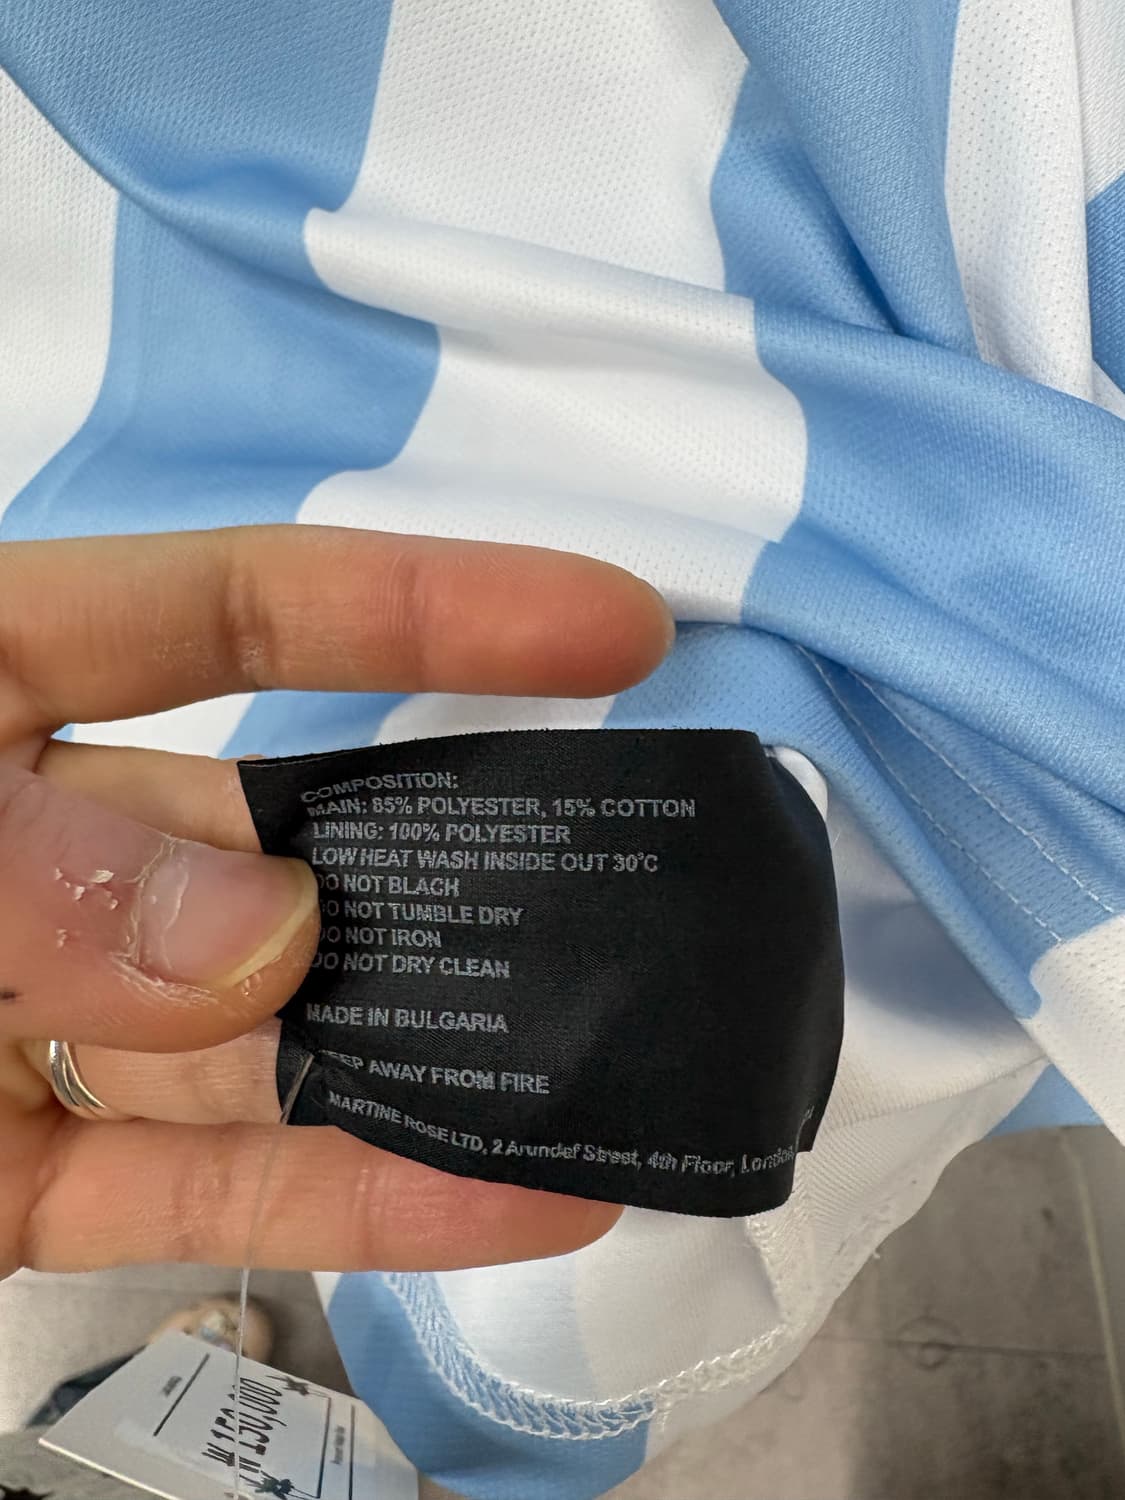 COMPOSITION:
MAIN: 85% POLYESTER, 15% COTTON
LINING: 100% POLYESTER
LOW HEAT WASH INSIDE OUT 30°C
DO NOT BLACH
DO NOT TUMBLE DRY
DO NOT IRON
DO NOT DRY CLEAN
MADE IN BULGARIA
KEEP AWAY FROM FIRE
MARTINE ROSE LTD, 2 Arundel Street, 4th Floor, London